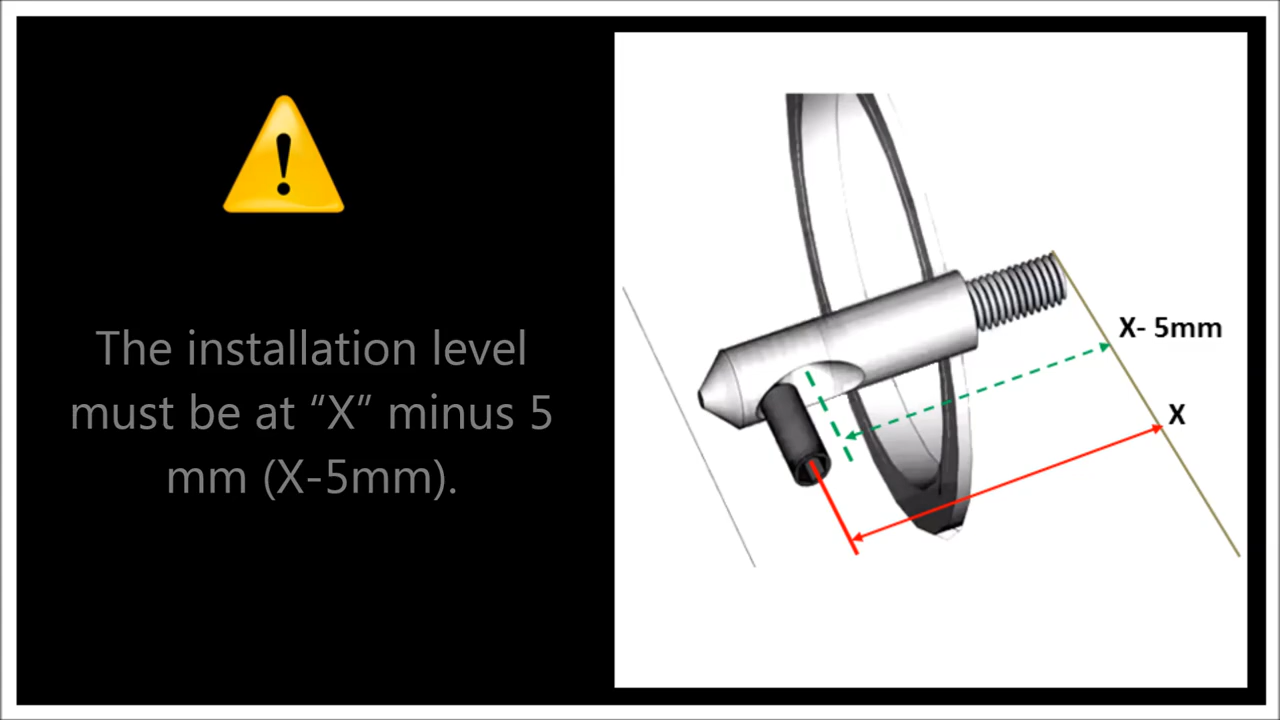 The installation level
must be at “X” minus 5
mm (X-5mm).
X- 5mm
X